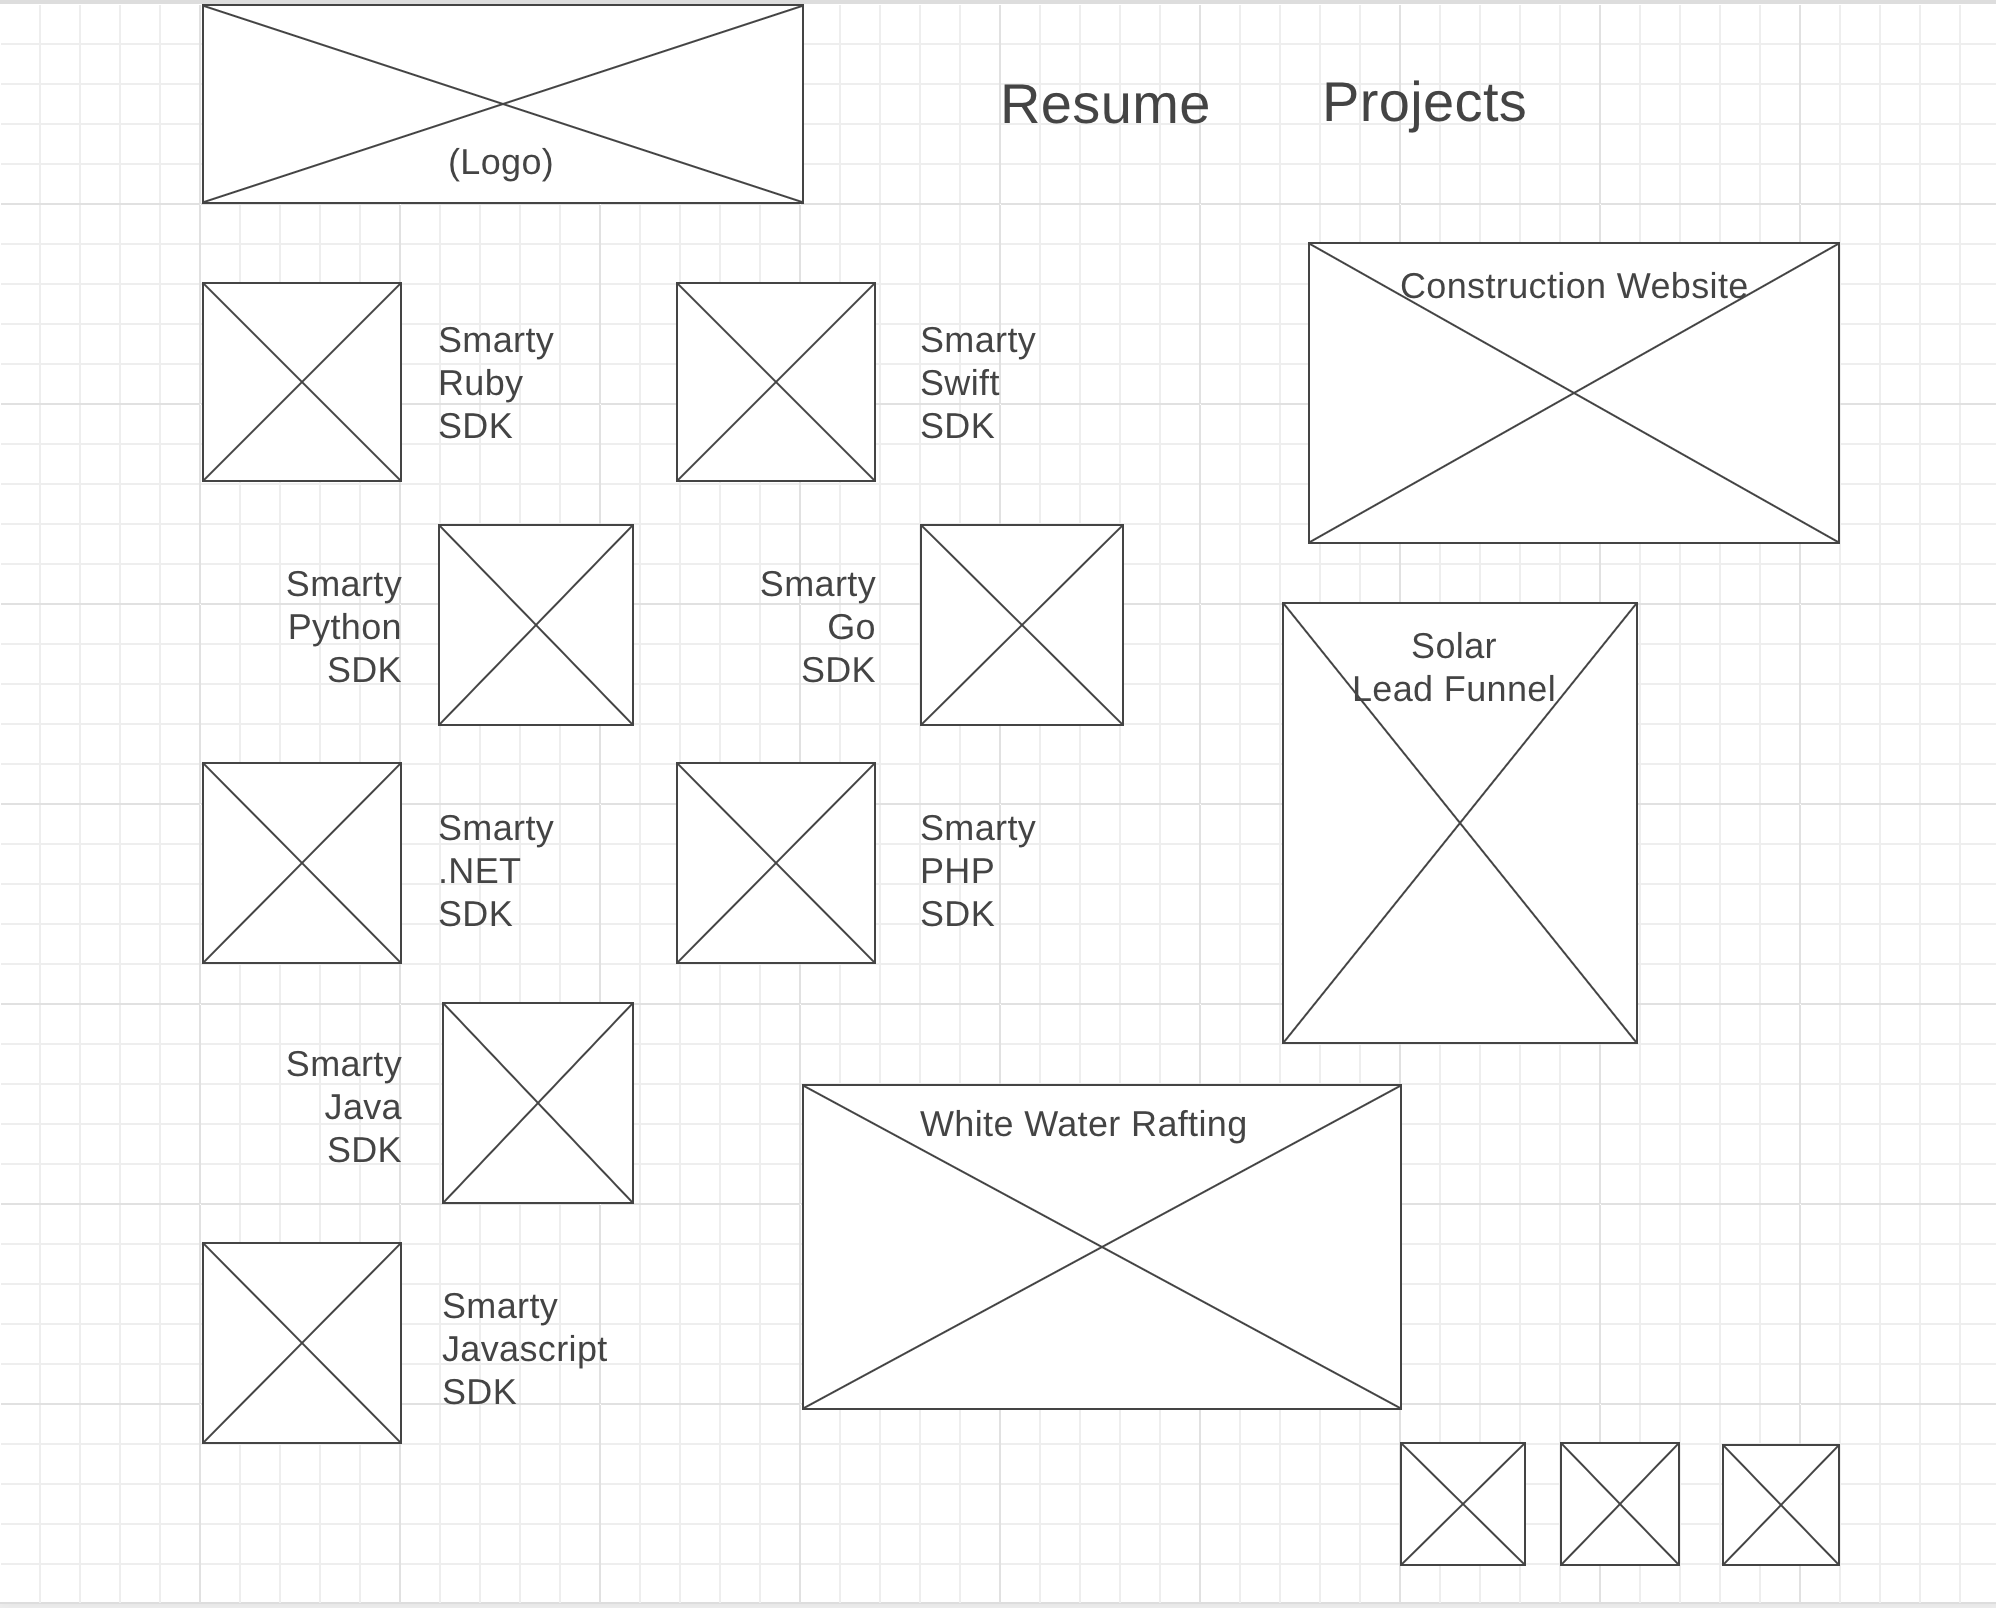 (Logo)
Resume
Projects
Construction Website
Smarty
Ruby
SDK
Smarty
Swift
SDK
Smarty
Python
SDK
Smarty
Go
SDK
Solar
Lead Funnel
Smarty
.NET
SDK
Smarty
PHP
SDK
Smarty
Java
SDK
White Water Rafting
Smarty
Javascript
SDK